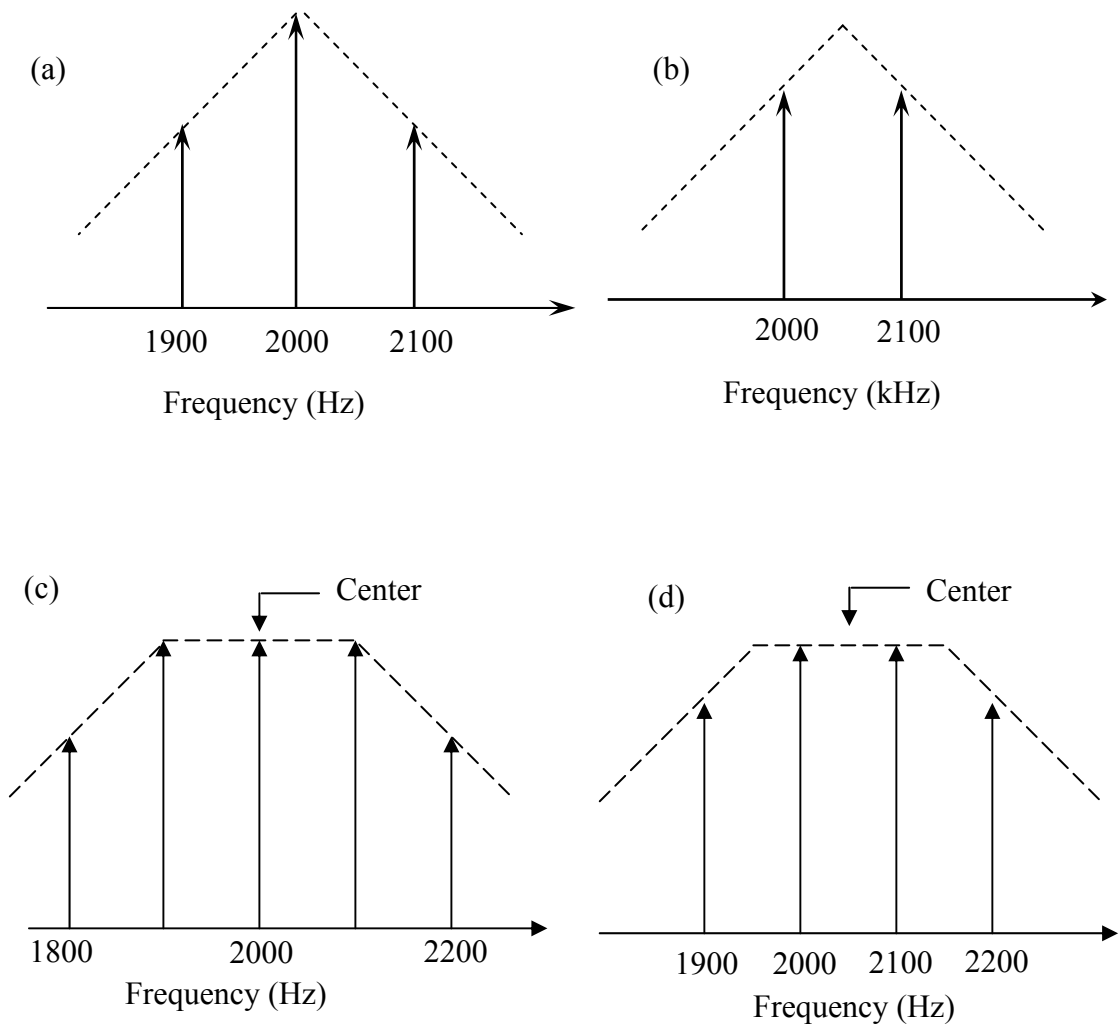 (a)
1900 2000 2100
Frequency (Hz)
(b)
2000 2100
Frequency (kHz)
(c)
Center
1800 2000 2200
Frequency (Hz)
(d)
Center
1900 2000 2100 2200
Frequency (Hz)